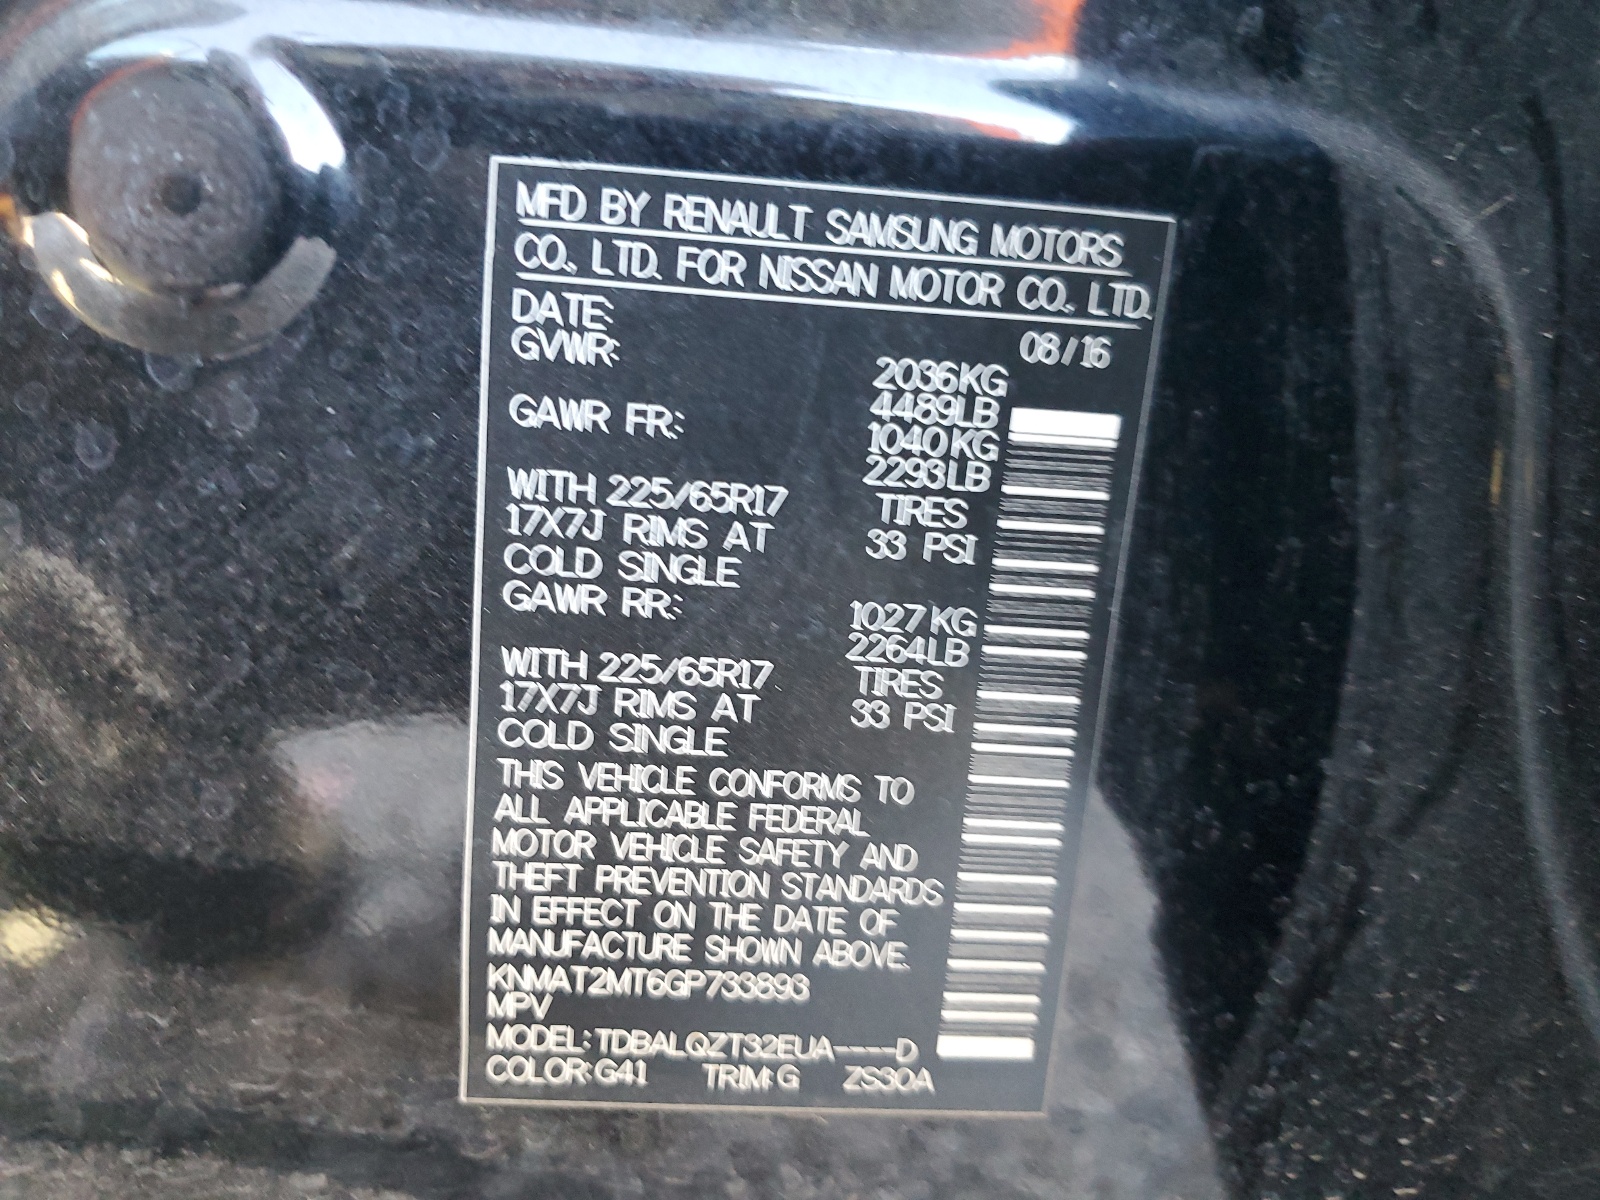 MFD BY RENAULT SAMSUNG MOTORS
CO., LTD. FOR NISSAN MOTOR CO., LTD.
DATE: 08/16
GVWR: 2036KG
4489LB
GAWR FR: 1040KG
2293LB
WITH 225/65R17 TIRES
17X7J RIMS AT 33 PSI
COLD SINGLE
GAWR RR: 1027KG
2264LB
WITH 225/65R17 TIRES
17X7J RIMS AT 33 PSI
COLD SINGLE
THIS VEHICLE CONFORMS TO
ALL APPLICABLE FEDERAL
MOTOR VEHICLE SAFETY AND
THEFT PREVENTION STANDARDS
IN EFFECT ON THE DATE OF
MANUFACTURE SHOWN ABOVE.
KNMAT2MT6GP733893
MPV
MODEL: TDBALQZT32EUA----D
COLOR: G41 TRIM: G ZS30A